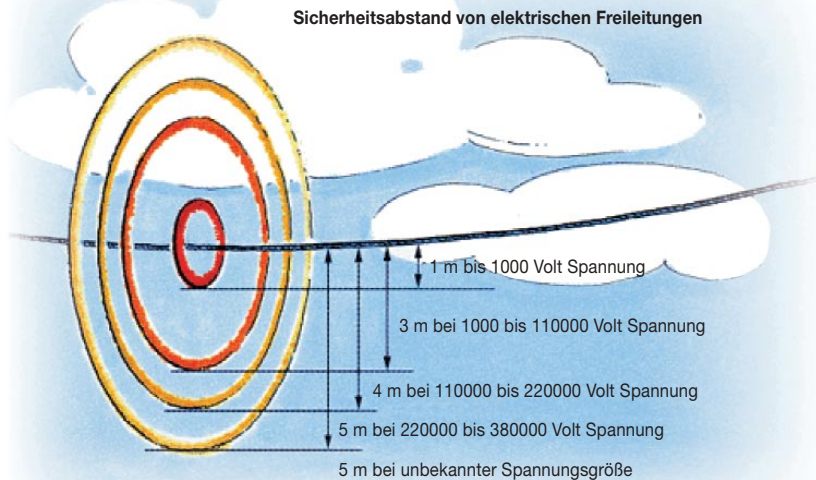 Sicherheitsabstand von elektrischen Freileitungen
1 m bis 1000 Volt Spannung
3 m bei 1000 bis 110000 Volt Spannung
4 m bei 110000 bis 220000 Volt Spannung
5 m bei 220000 bis 380000 Volt Spannung
5 m bei unbekannter Spannungsgröße